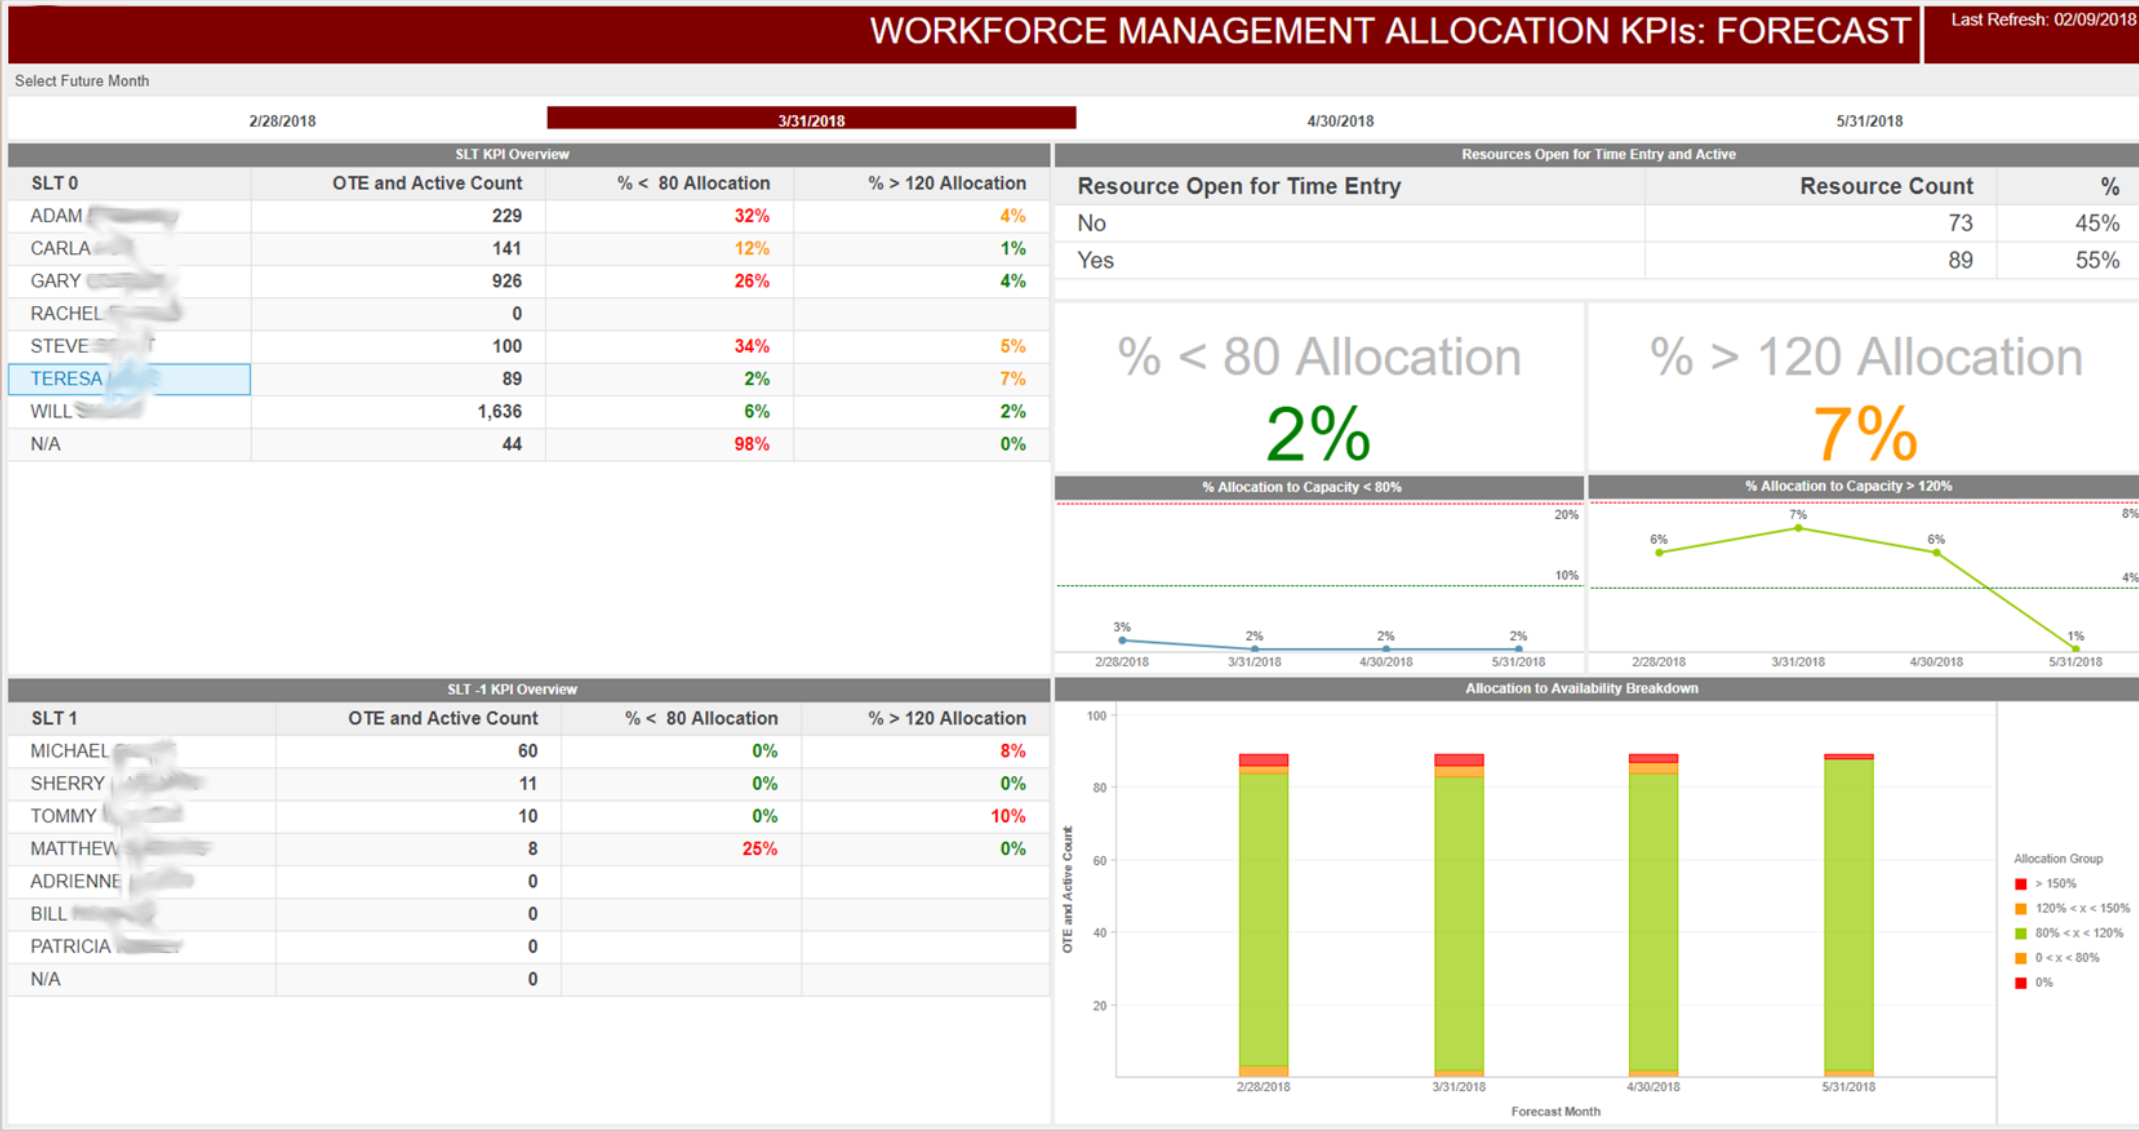 WORKFORCE MANAGEMENT ALLOCATION KPIs: FORECAST
Last Refresh: 02/09/2018
Select Future Month
2/28/2018 3/31/2018 4/30/2018 5/31/2018
SLT KPI Overview
SLT 0 OTE and Active Count % < 80 Allocation % > 120 Allocation
ADAM 229 32% 4%
CARLA 141 12% 1%
GARY 926 26% 4%
RACHEL 0
STEVE 100 34% 5%
TERESA 89 2% 7%
WILL 1,636 6% 2%
N/A 44 98% 0%
Resources Open for Time Entry and Active
Resource Open for Time Entry Resource Count %
No 73 45%
Yes 89 55%
% < 80 Allocation
2%
% > 120 Allocation
7%
% Allocation to Capacity < 80%
20%
10%
3% 2% 2% 2%
2/28/2018 3/31/2018 4/30/2018 5/31/2018
% Allocation to Capacity > 120%
8%
4%
6% 7% 6% 1%
2/28/2018 3/31/2018 4/30/2018 5/31/2018
SLT -1 KPI Overview
SLT 1 OTE and Active Count % < 80 Allocation % > 120 Allocation
MICHAEL 60 0% 8%
SHERRY 11 0% 0%
TOMMY 10 0% 10%
MATTHEW 8 25% 0%
ADRIENNE 0
BILL 0
PATRICIA 0
N/A 0
Allocation to Availability Breakdown
OTE and Active Count
100
80
60
40
20
2/28/2018 3/31/2018 4/30/2018 5/31/2018
Forecast Month
Allocation Group
> 150%
120% < x < 150%
80% < x < 120%
0 < x < 80%
0%